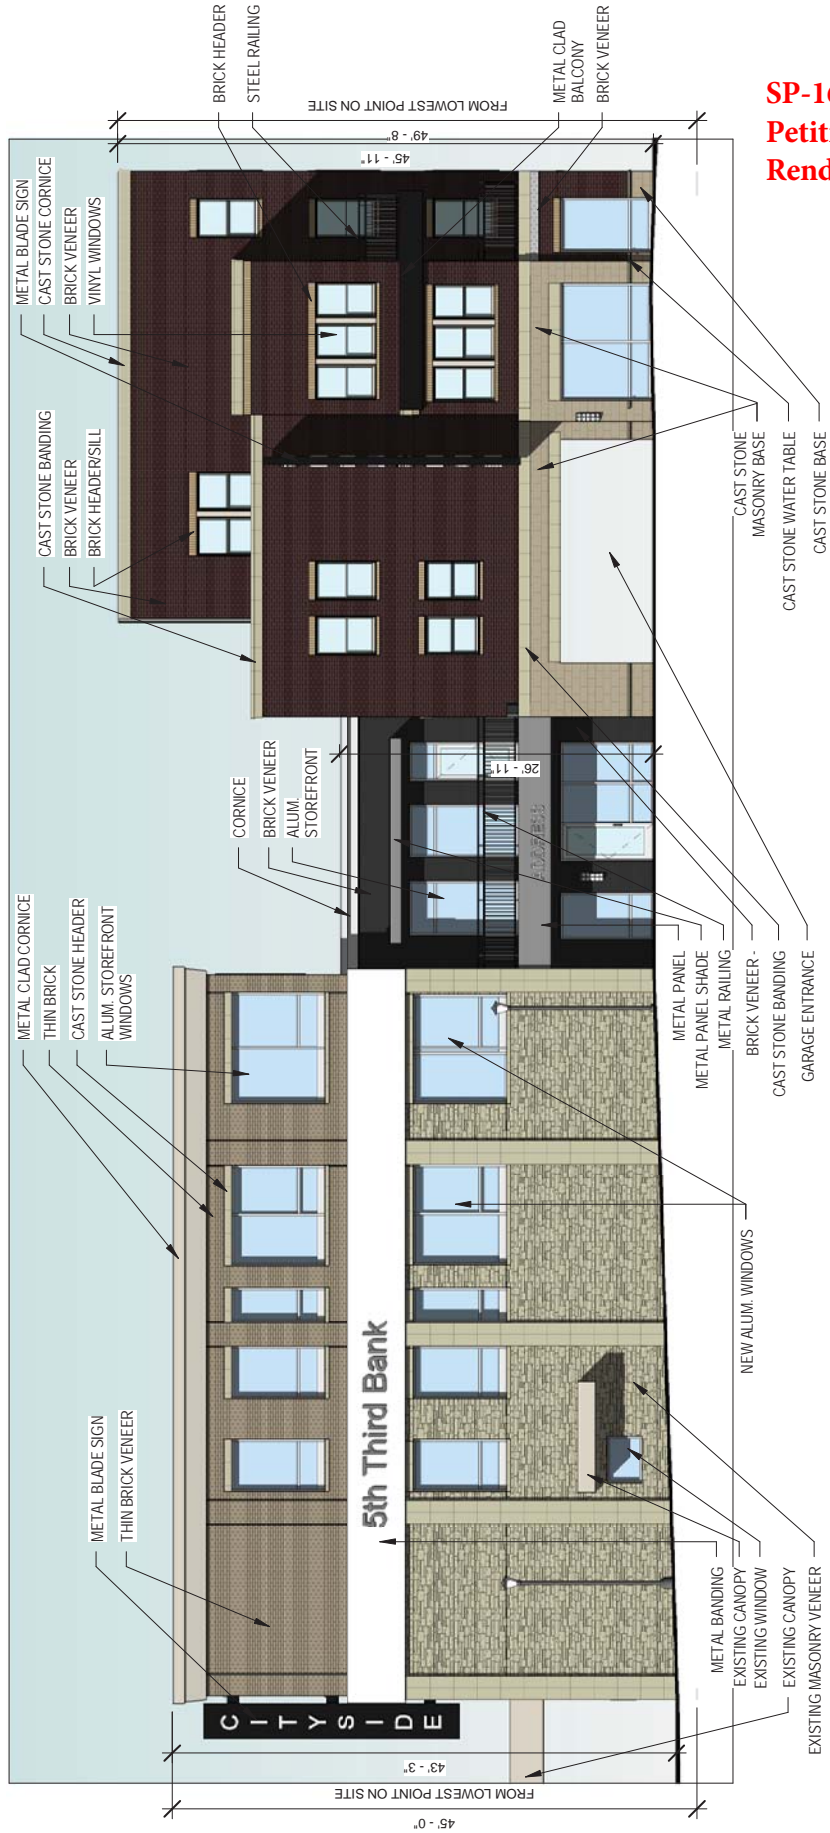 SP-16
Petit
Rend
METAL BLADE SIGN
THIN BRICK VENEER
METAL CLAD CORNICE
THIN BRICK
CAST STONE HEADER
ALUM. STOREFRONT
WINDOWS
CORNICE
BRICK VENEER
ALUM.
STOREFRONT
CAST STONE BANDING
BRICK VENEER
BRICK HEADER/SILL
METAL BLADE SIGN
CAST STONE CORNICE
BRICK VENEER
VINYL WINDOWS
BRICK HEADER
STEEL RAILING
METAL CLAD
BALCONY
BRICK VENEER
45' - 0"
FROM LOWEST POINT ON SITE
43' - 3"
CITYSIDE
5th Third Bank
ADDRESS
26' - 11"
45' - 11"
49' - 8"
FROM LOWEST POINT ON SITE
METAL BANDING
EXISTING CANOPY
EXISTING WINDOW
EXISTING CANOPY
EXISTING MASONRY VENEER
NEW ALUM. WINDOWS
METAL PANEL
METAL PANEL SHADE
METAL RAILING
BRICK VENEER -
CAST STONE BANDING
GARAGE ENTRANCE
CAST STONE
MASONRY BASE
CAST STONE WATER TABLE
CAST STONE BASE